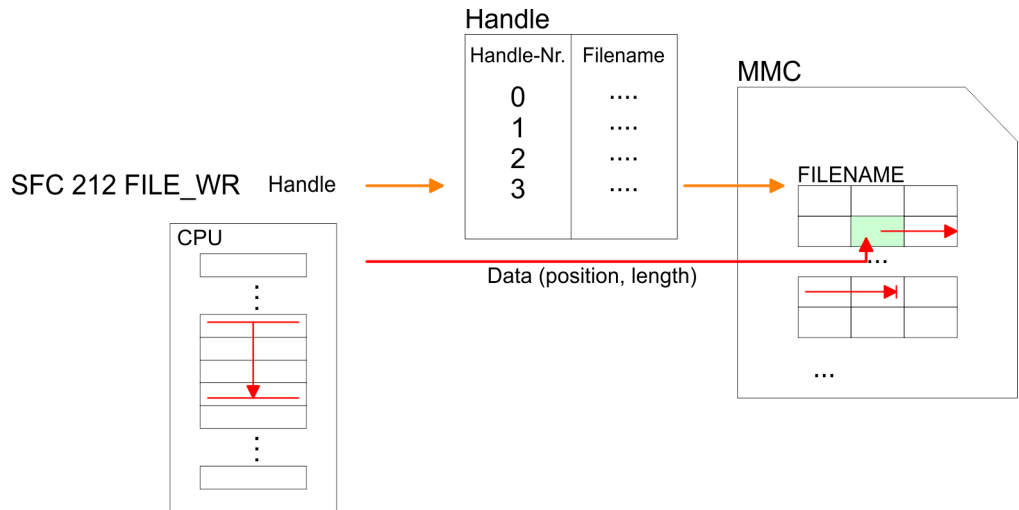 Handle
Handle-Nr. Filename
0 ....
1 ....
2 ....
3 ....
MMC
FILENAME
...
...
SFC 212 FILE_WR Handle
CPU
Data (position, length)